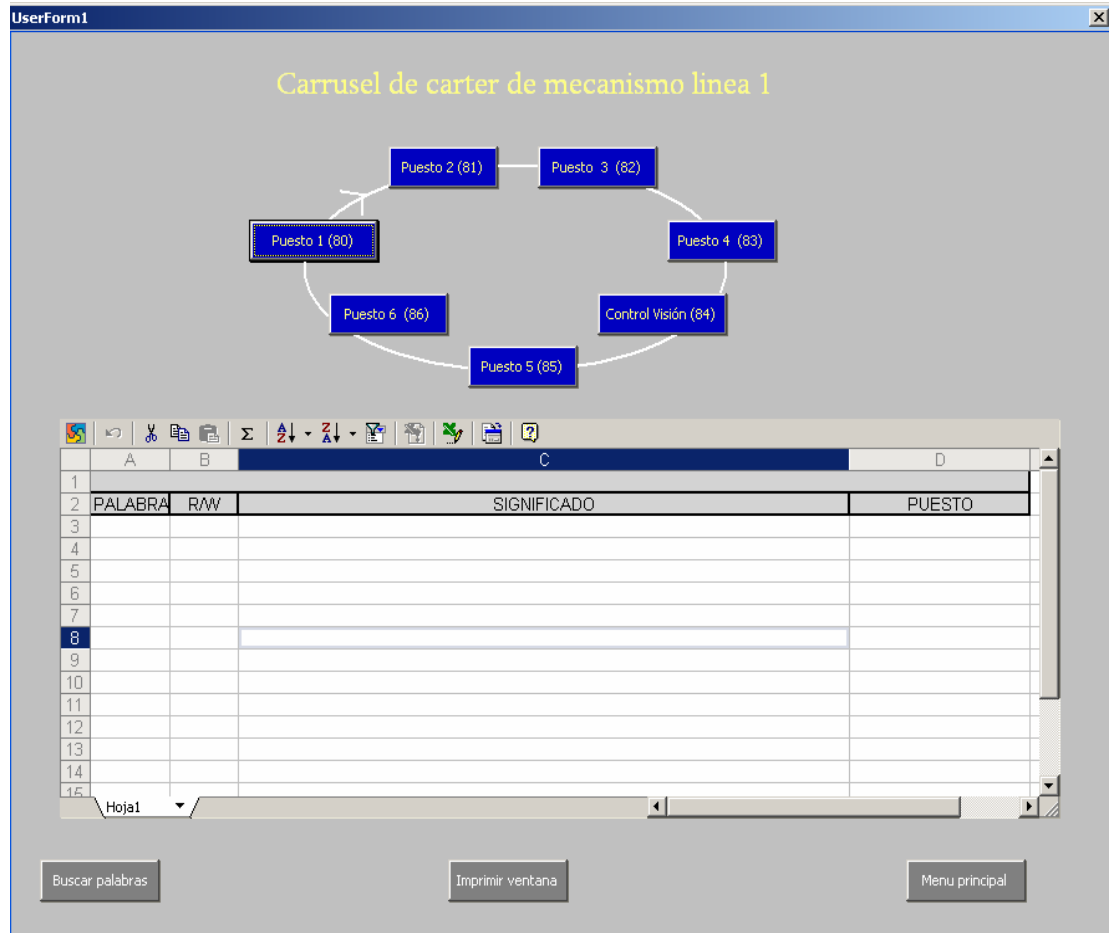 UserForm1
Carrusel de carter de mecanismo linea 1
Puesto 2 (81) Puesto 3 (82)
Puesto 1 (80) Puesto 4 (83)
Puesto 6 (86) Control Visión (84)
Puesto 5 (85)
A B C D
1
2 PALABRA R/W SIGNIFICADO PUESTO
3
4
5
6
7
8
9
10
11
12
13
14
15
Hoja1
Buscar palabras Imprimir ventana Menu principal